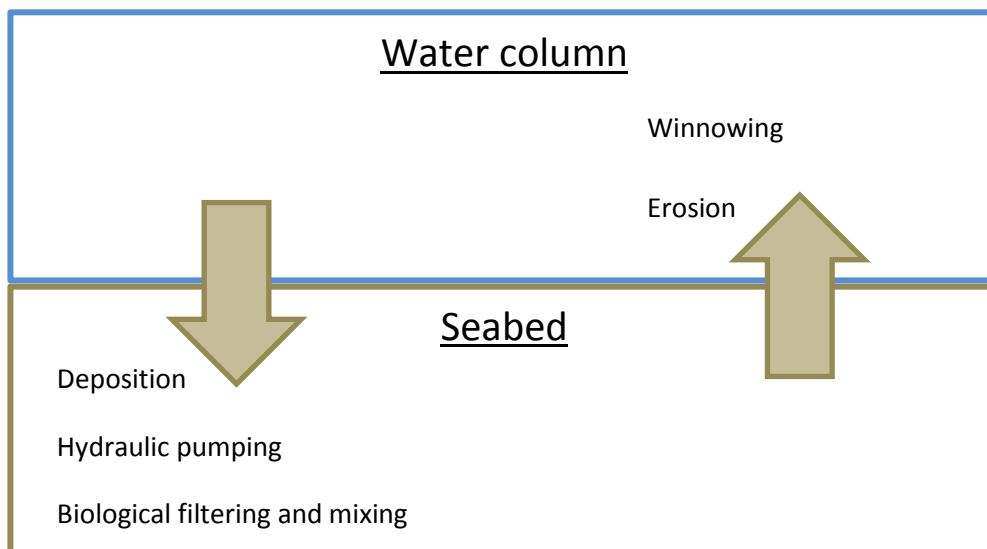 Water column
Winnowing
Erosion
Seabed
Deposition
Hydraulic pumping
Biological filtering and mixing